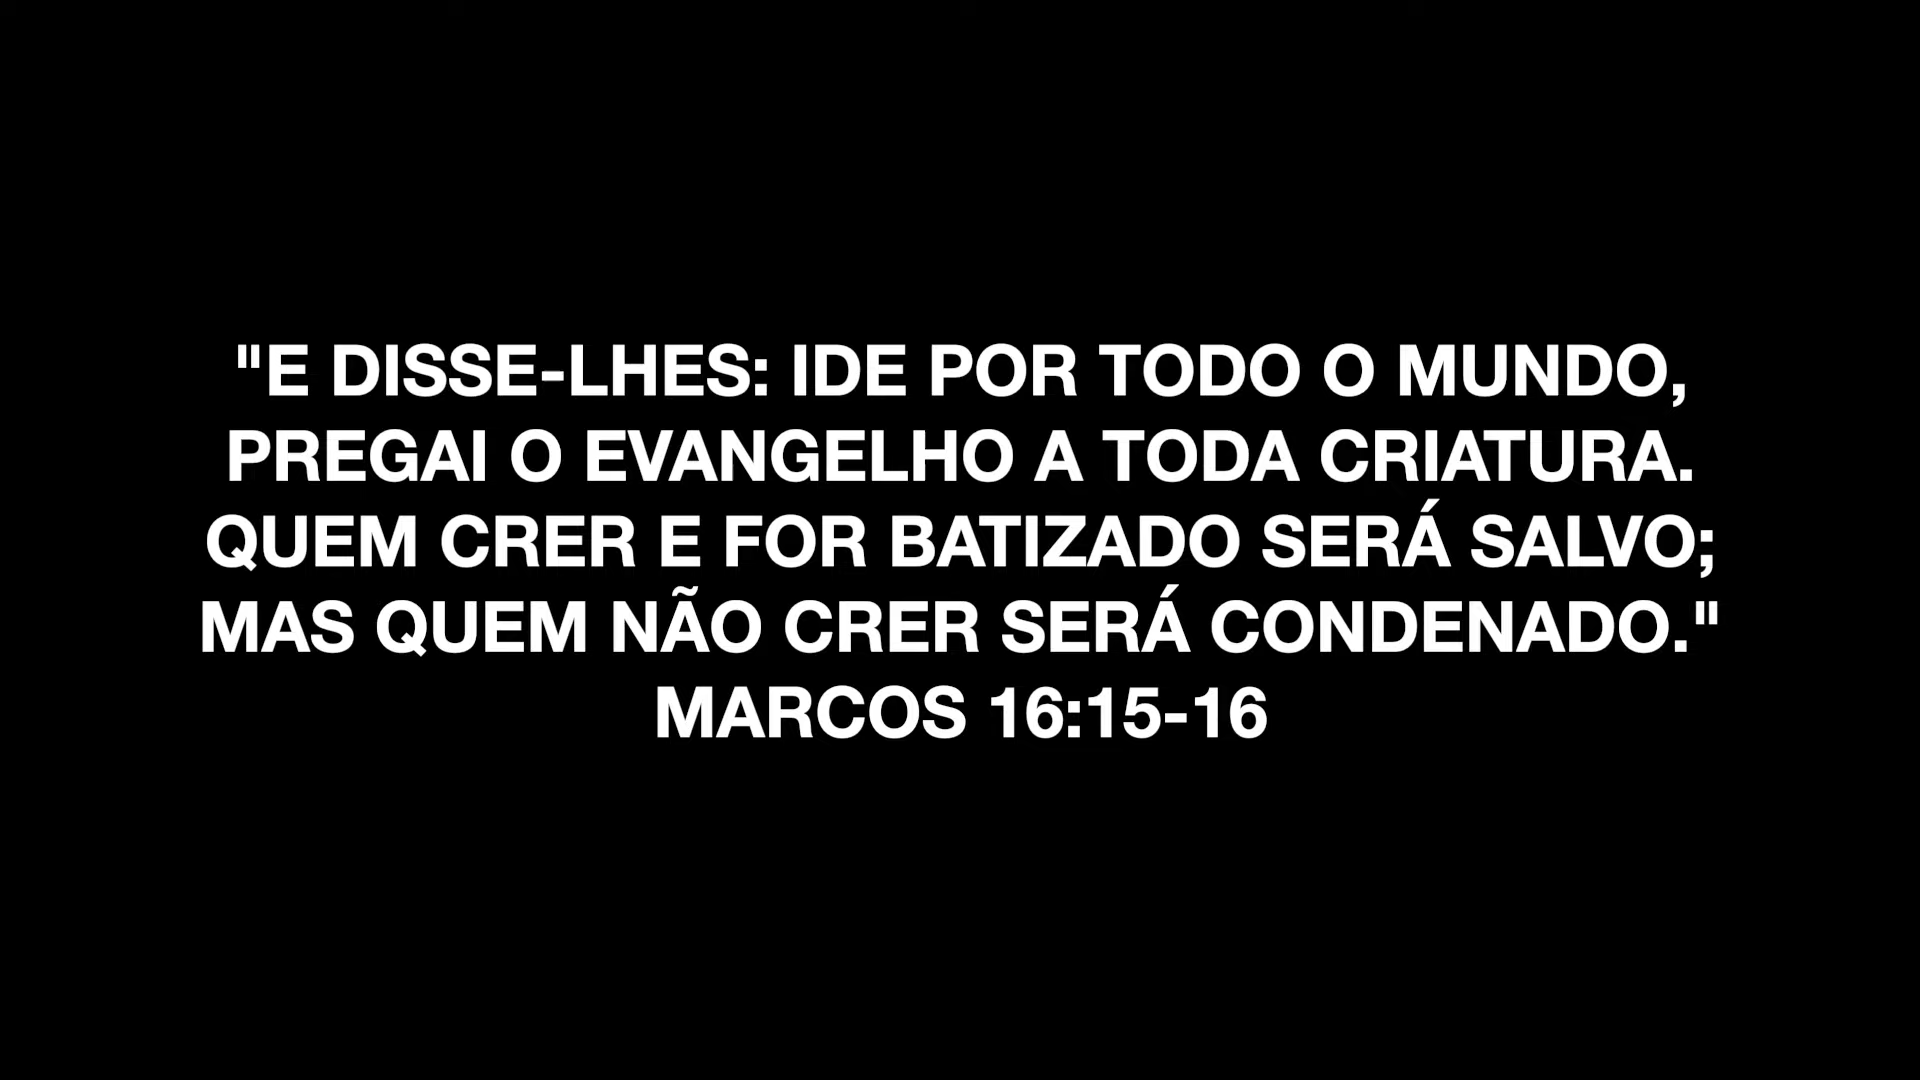 "E DISSE-LHES: IDE POR TODO O MUNDO,
PREGAI O EVANGELHO A TODA CRIATURA.
QUEM CRER E FOR BATIZADO SERÁ SALVO;
MAS QUEM NÃO CRER SERÁ CONDENADO."
MARCOS 16:15-16